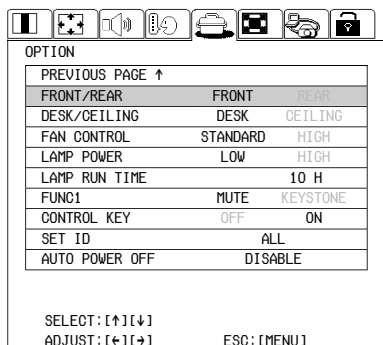 OPTION
PREVIOUS PAGE ↑
FRONT/REAR FRONT REAR
DESK/CEILING DESK CEILING
FAN CONTROL STANDARD HIGH
LAMP POWER LOW HIGH
LAMP RUN TIME 10 H
FUNC1 MUTE KEYSTONE
CONTROL KEY OFF ON
SET ID ALL
AUTO POWER OFF DISABLE
SELECT:[↑][↓]
ADJUST:[←][→] ESC:[MENU]